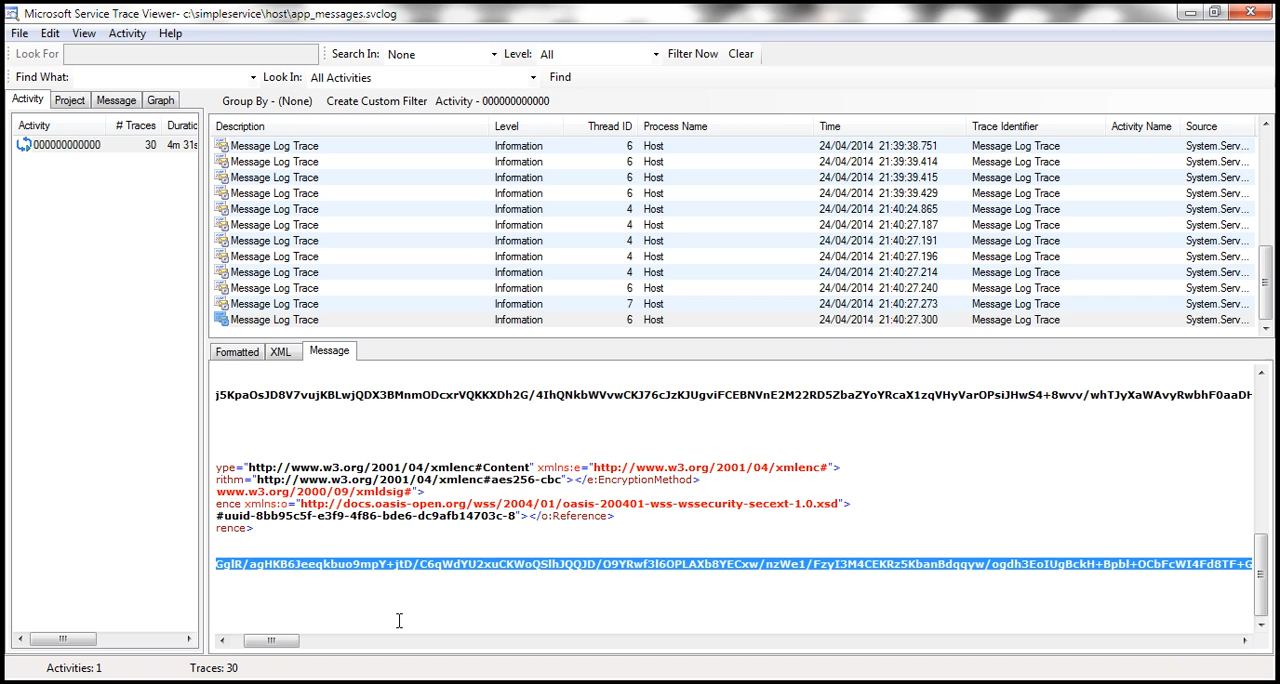 Microsoft Service Trace Viewer- c:\simpleservice\host\app_messages.svclog
File Edit View Activity Help
Look For Search In: None Level: All Filter Now Clear
Find What: Look In: All Activities Find
Activity Project Message Graph Group By - (None) Create Custom Filter Activity - 000000000000
Activity # Traces Duratic Description Level Thread ID Process Name Time Trace Identifier Activity Name Source
000000000000 30 4m 31s Message Log Trace Information 6 Host 24/04/2014 21:39:38.751 Message Log Trace System.Serv...
Message Log Trace Information 6 Host 24/04/2014 21:39:39.414 Message Log Trace System.Serv...
Message Log Trace Information 6 Host 24/04/2014 21:39:39.415 Message Log Trace System.Serv...
Message Log Trace Information 6 Host 24/04/2014 21:39:39.429 Message Log Trace System.Serv...
Message Log Trace Information 4 Host 24/04/2014 21:40:24.865 Message Log Trace System.Serv...
Message Log Trace Information 4 Host 24/04/2014 21:40:27.187 Message Log Trace System.Serv...
Message Log Trace Information 4 Host 24/04/2014 21:40:27.191 Message Log Trace System.Serv...
Message Log Trace Information 4 Host 24/04/2014 21:40:27.196 Message Log Trace System.Serv...
Message Log Trace Information 4 Host 24/04/2014 21:40:27.214 Message Log Trace System.Serv...
Message Log Trace Information 6 Host 24/04/2014 21:40:27.240 Message Log Trace System.Serv...
Message Log Trace Information 7 Host 24/04/2014 21:40:27.273 Message Log Trace System.Serv...
Message Log Trace Information 6 Host 24/04/2014 21:40:27.300 Message Log Trace System.Serv...
Formatted XML Message
j5KpaOsJD8V7vujKBLwjQDX3BMnmODcxrVQKKXDh2G/4IhQNkbWVvwCKJ76cJzKJUgviFCEBNVnE2M22RD5ZbaZYoYRcaX1zqVHyVarOPsiJHwS4+8wvv/whTJyXaWAvyRwbhF0aaDH
ype="http://www.w3.org/2001/04/xmlenc#Content" xmlns:e="http://www.w3.org/2001/04/xmlenc#">
rithm="http://www.w3.org/2001/04/xmlenc#aes256-cbc"></e:EncryptionMethod>
www.w3.org/2000/09/xmldsig#">
ence xmlns:o="http://docs.oasis-open.org/wss/2004/01/oasis-200401-wss-wssecurity-secext-1.0.xsd">
#uuid-8bb95c5f-e3f9-4f86-bde6-dc9afb14703c-8"></o:Reference>
rence>
GglR/agHKB6Jeeqkbuo9mpY+jtD/C6qWdYU2xuCKWoQSlhJQQJD/O9YRwf3l6OPLAXb8YECxw/nzWe1/FzyI3M4CEKRz5KbanBdqqyw/ogdh3EoIUgBckH+Bpbl+OCbFcWI4Fd8TF+G
Activities: 1 Traces: 30